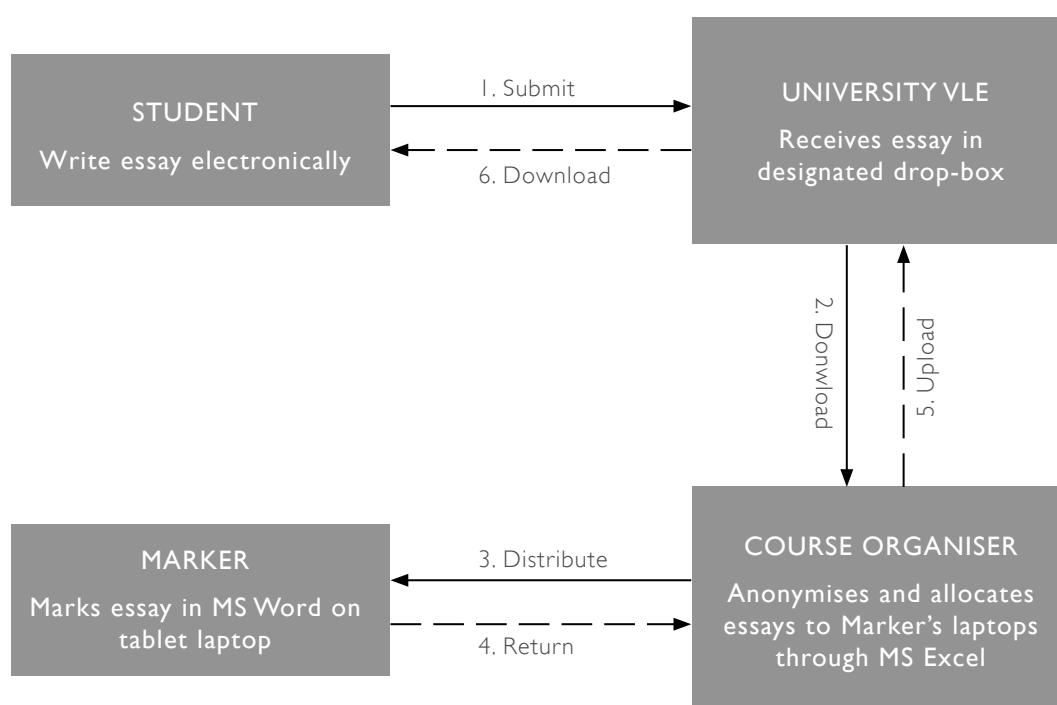 STUDENT
Write essay electronically
1. Submit
6. Download
UNIVERSITY VLE
Receives essay in
designated drop-box
2. Donwload
5. Upload
MARKER
Marks essay in MS Word on
tablet laptop
3. Distribute
4. Return
COURSE ORGANISER
Anonymises and allocates
essays to Marker’s laptops
through MS Excel